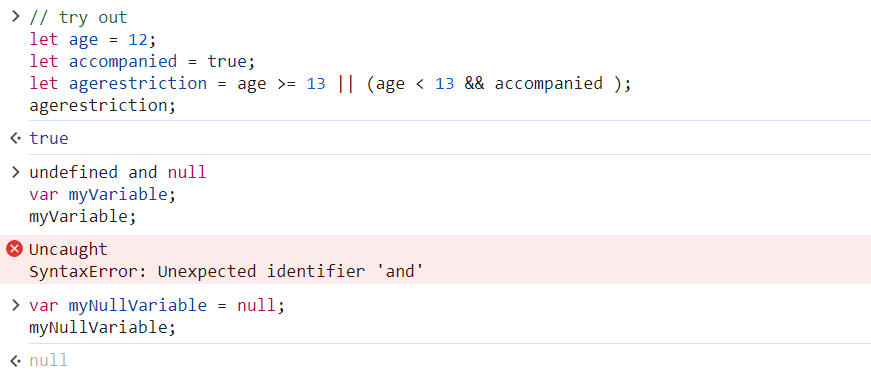 // try out
let age = 12;
let accompanied = true;
let agerestriction = age >= 13 || (age < 13 && accompanied );
agerestriction;
true
undefined and null
var myVariable;
myVariable;
Uncaught
SyntaxError: Unexpected identifier 'and'
var myNullVariable = null;
myNullVariable;
null